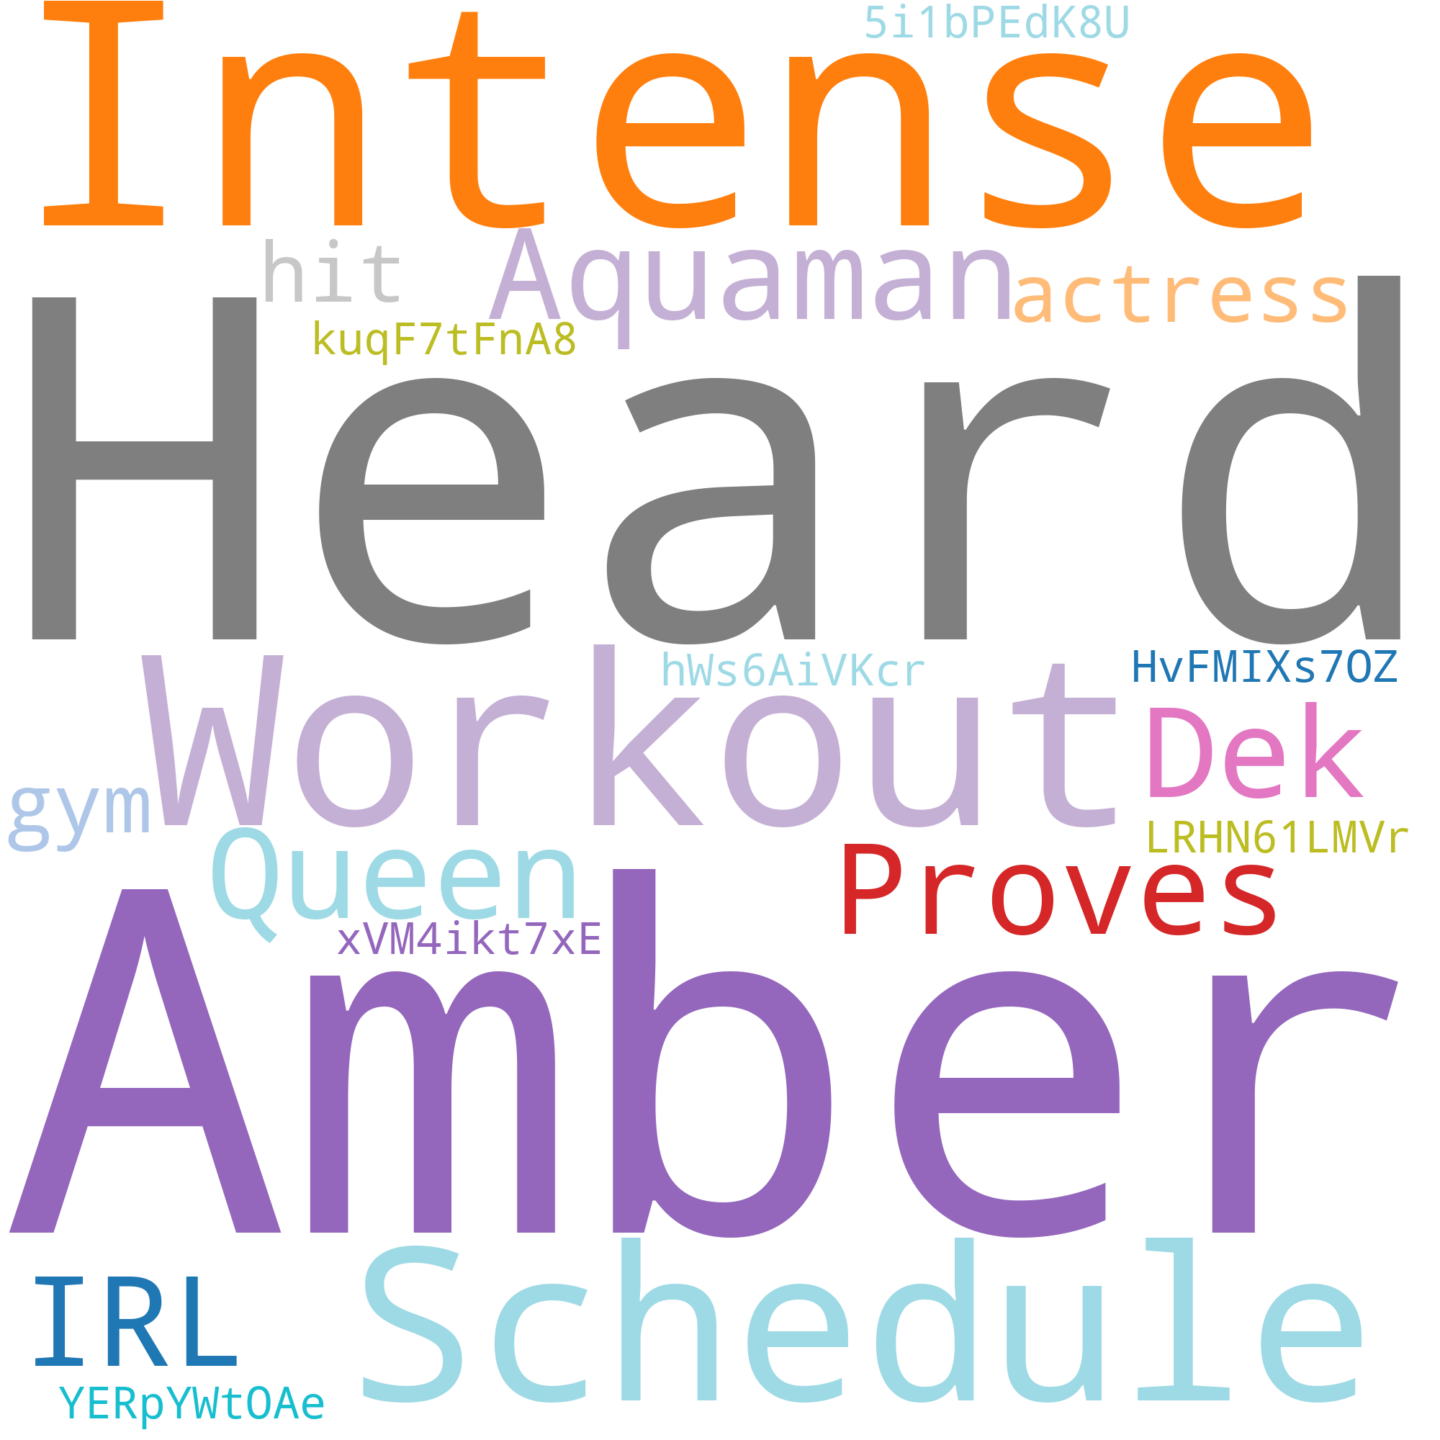 5i1bPEdK8U
Intense
hit Aquaman actress
kuqF7tFnA8
Heard
hWs6AiVKcr HvFMIXs7OZ
Workout Dek
gym
LRHN61LMVr
Queen Proves
xVM4ikt7xE
Amber
IRL Schedule
YERpYWtOAe